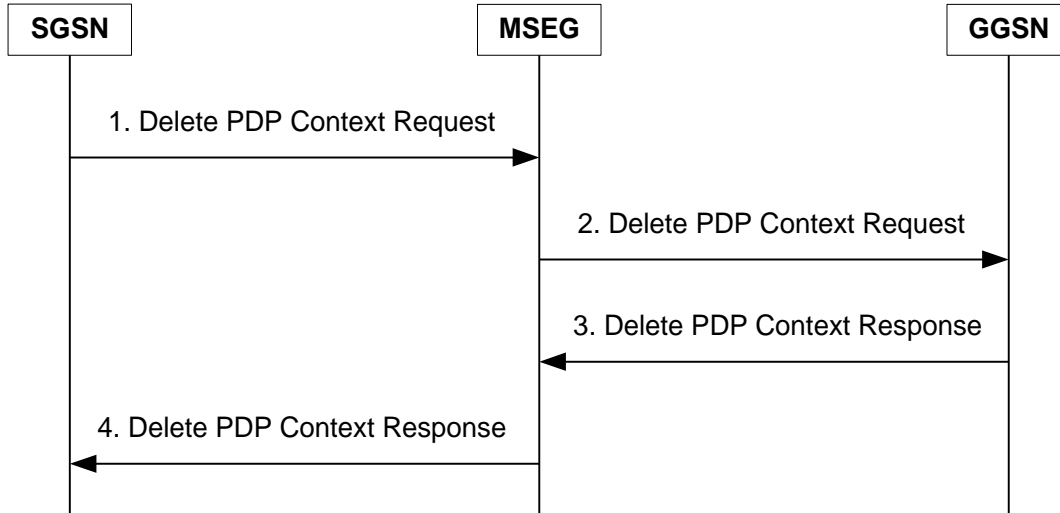 SGSN
MSEG
GGSN
1. Delete PDP Context Request
2. Delete PDP Context Request
3. Delete PDP Context Response
4. Delete PDP Context Response